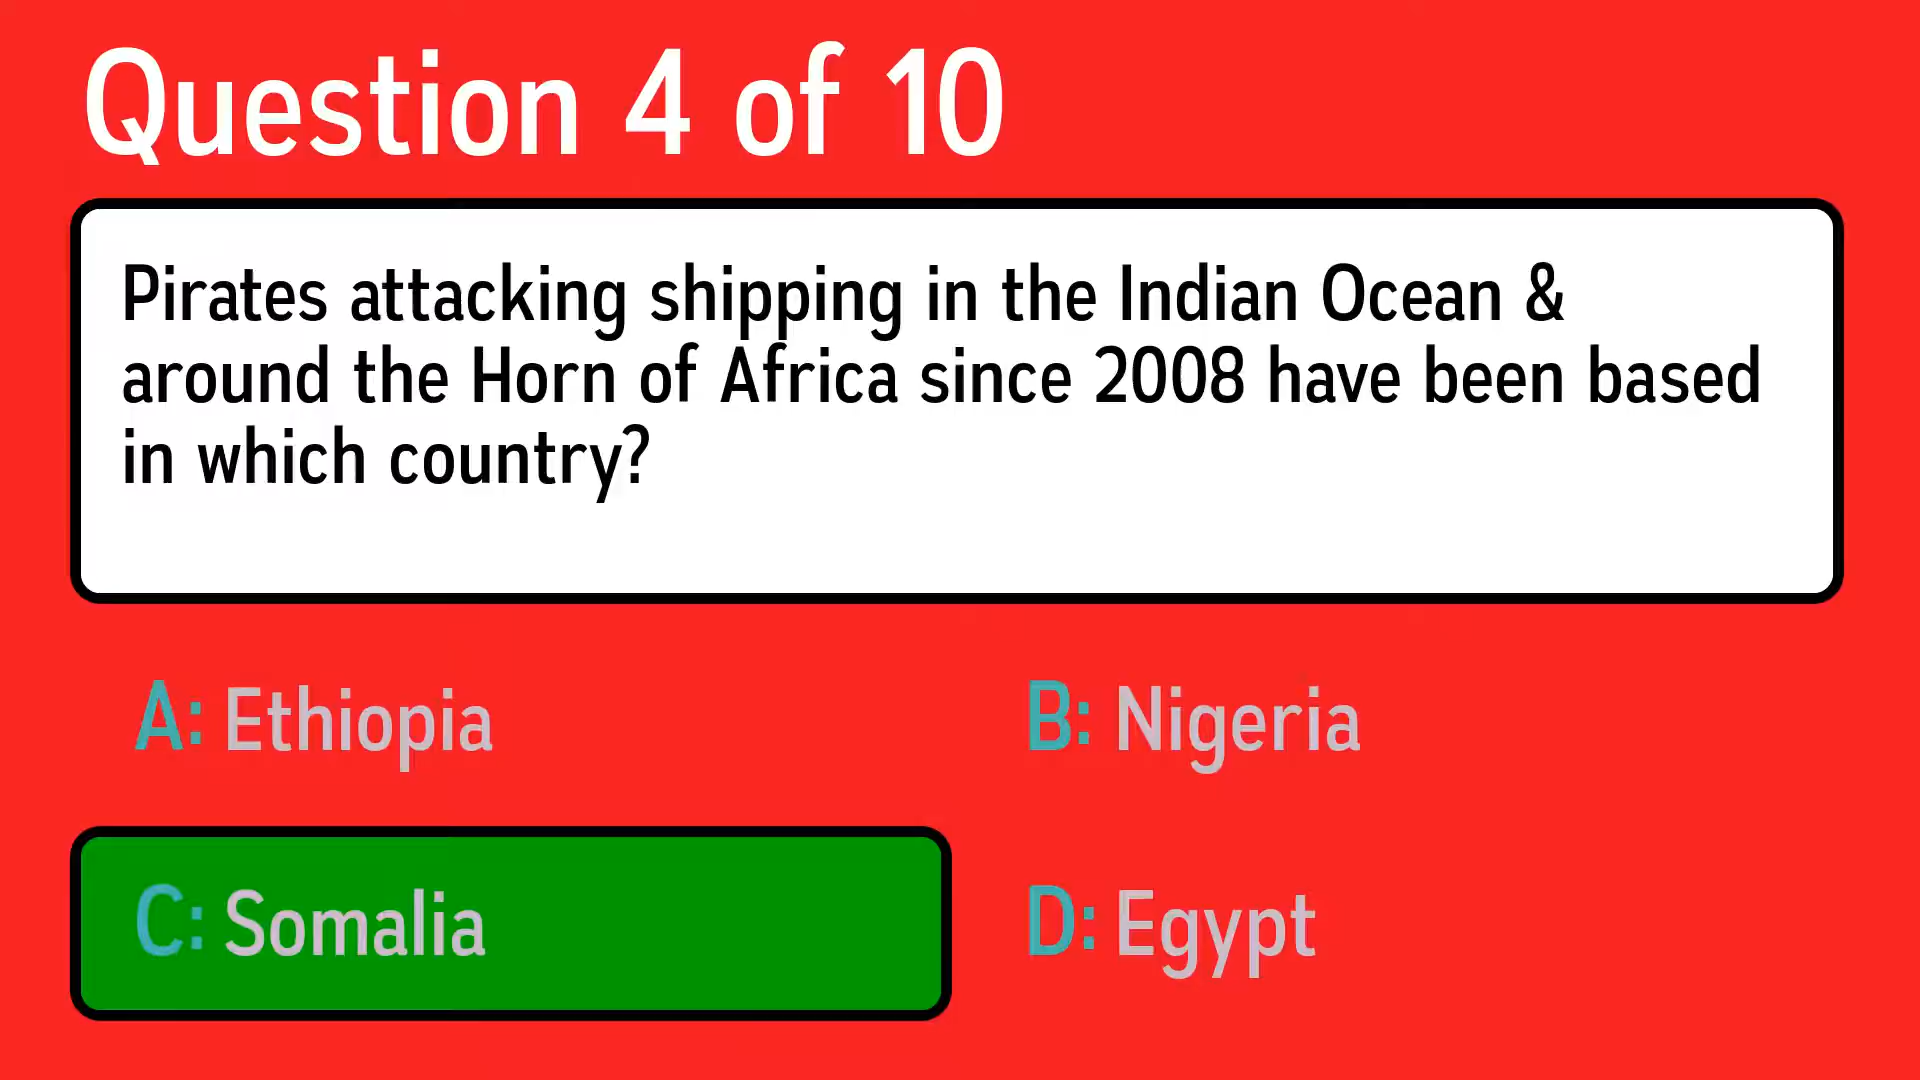 Question 4 of 10
Pirates attacking shipping in the Indian Ocean &
around the Horn of Africa since 2008 have been based
in which country?
A: Ethiopia
B: Nigeria
C: Somalia
D: Egypt